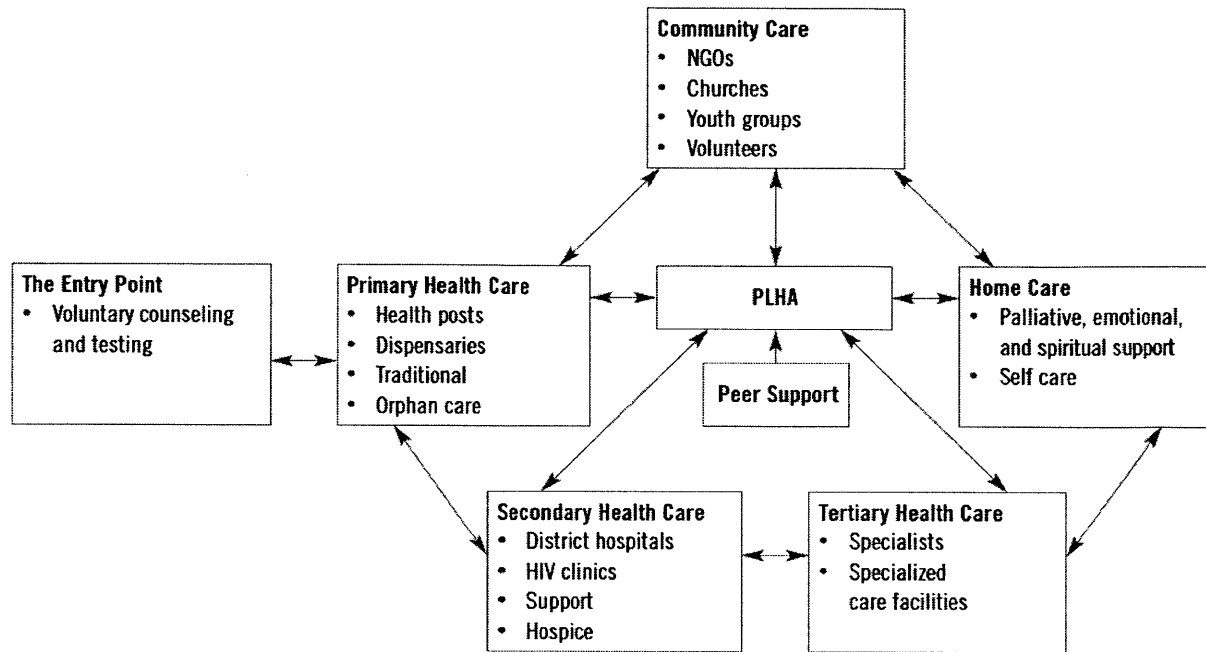 Community Care
• NGOs
• Churches
• Youth groups
• Volunteers
The Entry Point
• Voluntary counseling
and testing
Primary Health Care
• Health posts
• Dispensaries
• Traditional
• Orphan care
PLHA
Peer Support
Home Care
• Palliative, emotional,
and spiritual support
• Self care
Secondary Health Care
• District hospitals
• HIV clinics
• Support
• Hospice
Tertiary Health Care
• Specialists
• Specialized
care facilities